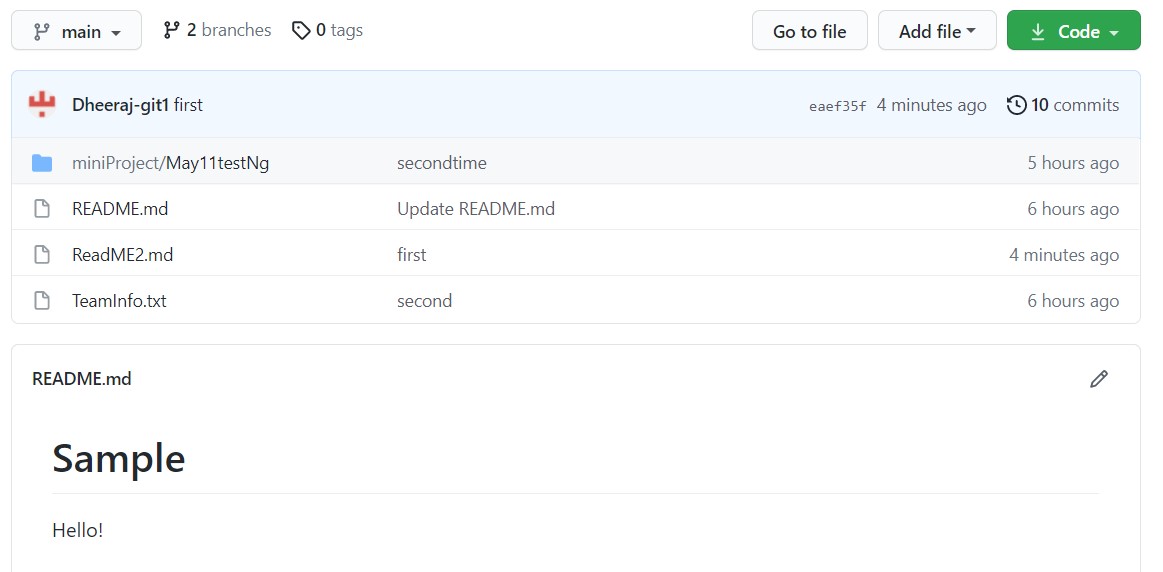 main 2 branches 0 tags Go to file Add file Code
Dheeraj-git1 first eaef35f 4 minutes ago 10 commits
miniProject/May11testNg secondtime 5 hours ago
README.md Update README.md 6 hours ago
ReadME2.md first 4 minutes ago
TeamInfo.txt second 6 hours ago
README.md
Sample
Hello!